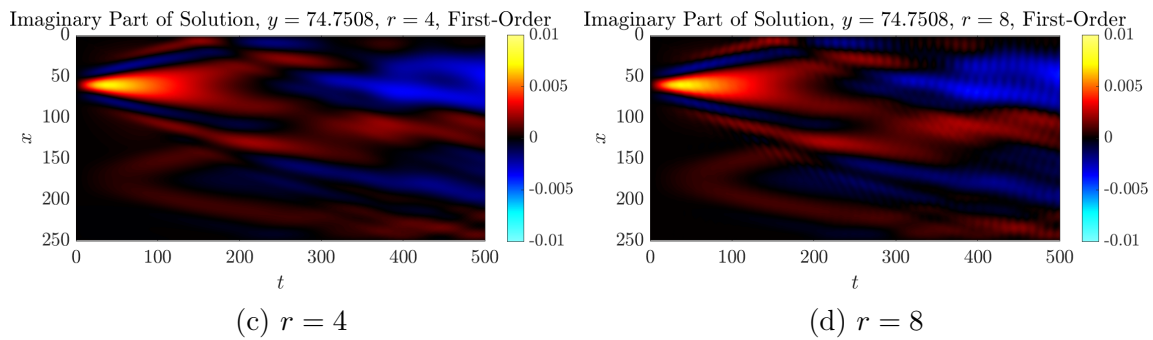 Imaginary Part of Solution, y = 74.7508, r = 4, First-Order
0
50
100
150
200
250
x
0 100 200 300 400 500
t
0.01
0.005
0
-0.005
-0.01
(c) r = 4
Imaginary Part of Solution, y = 74.7508, r = 8, First-Order
0
50
100
150
200
250
x
0 100 200 300 400 500
t
0.01
0.005
0
-0.005
-0.01
(d) r = 8